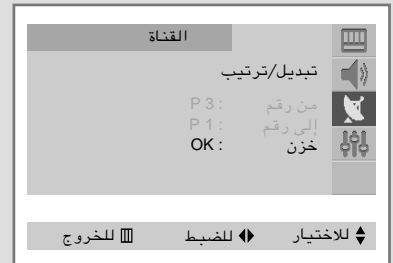 القناة
تبديل/ترتيب
من رقم : P 3
إلى رقم : P 1
خزن : OK
للاختيار للضبط للخروج